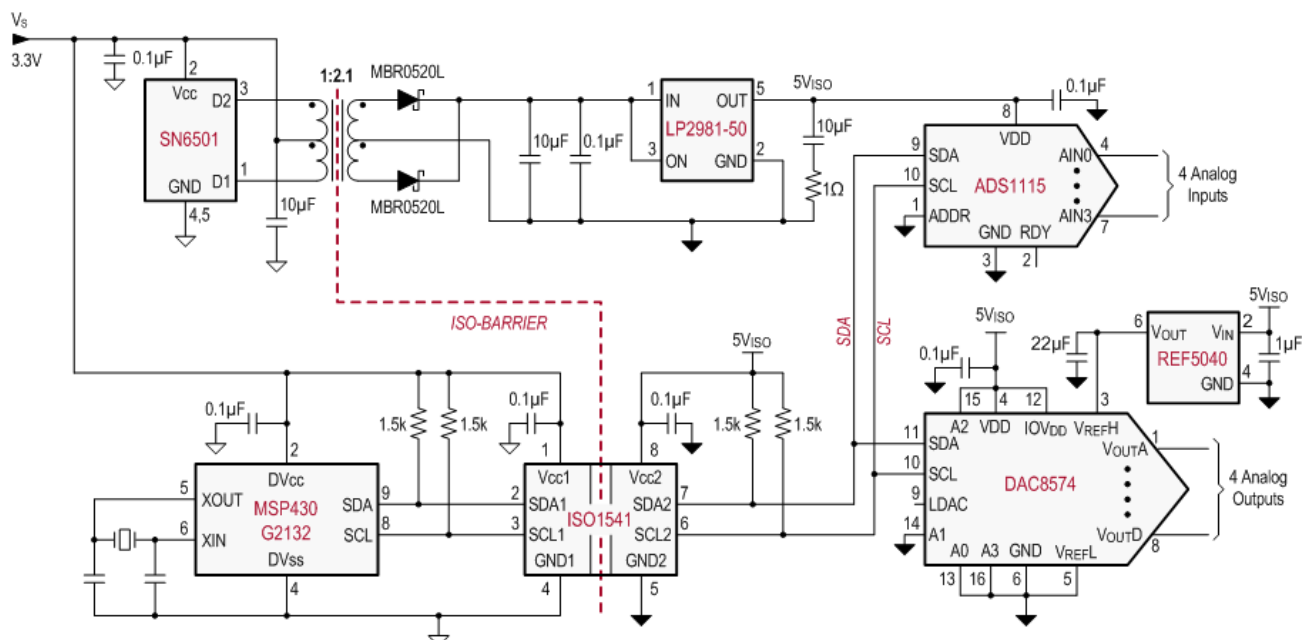 VS
3.3V
0.1µF
2
Vcc
3
D2
SN6501
D1
1
GND
4,5
10µF
1:2.1
MBR0520L
MBR0520L
10µF
0.1µF
1
IN
OUT
5
LP2981-50
3
ON
GND
2
5VISO
10µF
1Ω
0.1µF
8
VDD
9
SDA
AIN0
4
10
SCL
ADS1115
1
ADDR
AIN3
7
GND
RDY
3
2
4 Analog
Inputs
ISO-BARRIER
SDA
SCL
5VISO
0.1µF
22µF
6
VOUT
VIN
2
REF5040
GND
4
5VISO
1µF
0.1µF
2
DVcc
5
XOUT
MSP430
G2132
SDA
9
6
XIN
SCL
8
DVss
4
1.5k
1.5k
0.1µF
1
Vcc1
2
SDA1
3
SCL1
GND1
4
ISO1541
0.1µF
8
Vcc2
SDA2
7
SCL2
6
GND2
5
5VISO
1.5k
1.5k
15
4
12
3
A2
VDD
IOVDD
VREFH
11
SDA
VOUTA
1
10
SCL
DAC8574
9
LDAC
14
A1
VOUTD
8
A0
A3
GND
VREFL
13
16
6
5
4 Analog
Outputs